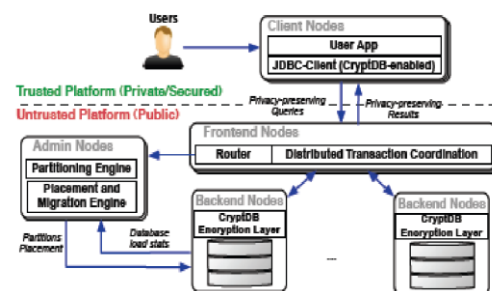 Users
Client Nodes
User App
JDBC-Client (CryptDB-enabled)
Trusted Platform (Private/Secured)
Untrusted Platform (Public)
Privacy-preserving
Queries
Privacy-preserving
Results
Frontend Nodes
Router
Distributed Transaction Coordination
Admin Nodes
Partitioning Engine
Placement and
Migration Engine
Partitions
Placement
Database
load stats
Backend Nodes
CryptDB
Encryption Layer
....
Backend Nodes
CryptDB
Encryption Layer